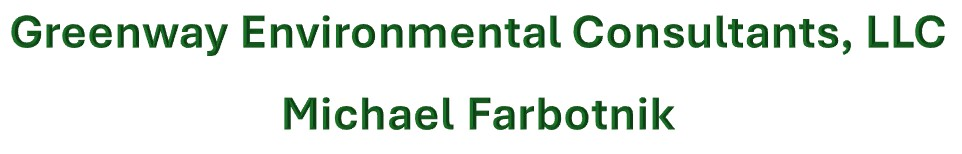 Greenway Environmental Consultants, LLC
Michael Farbotnik